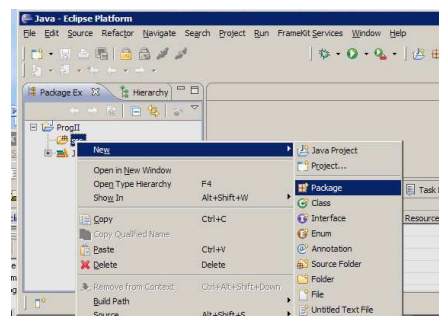 Java - Eclipse Platform
File Edit Source Refactor Navigate Search Project Run FrameKit Services Window Help
Package Ex Hierarchy
ProgII
src
New
Open in New Window
Open Type Hierarchy F4
Show In Alt+Shift+W
Copy Ctrl+C
Copy Qualified Name
Paste Ctrl+V
Delete Delete
Remove from Context Ctrl+Alt+Shift+Down
Build Path
Source Alt+Shift+S
Java Project
Project...
Package
Class
Interface
Enum
Annotation
Source Folder
Folder
File
Untitled Text File
Task
Resource